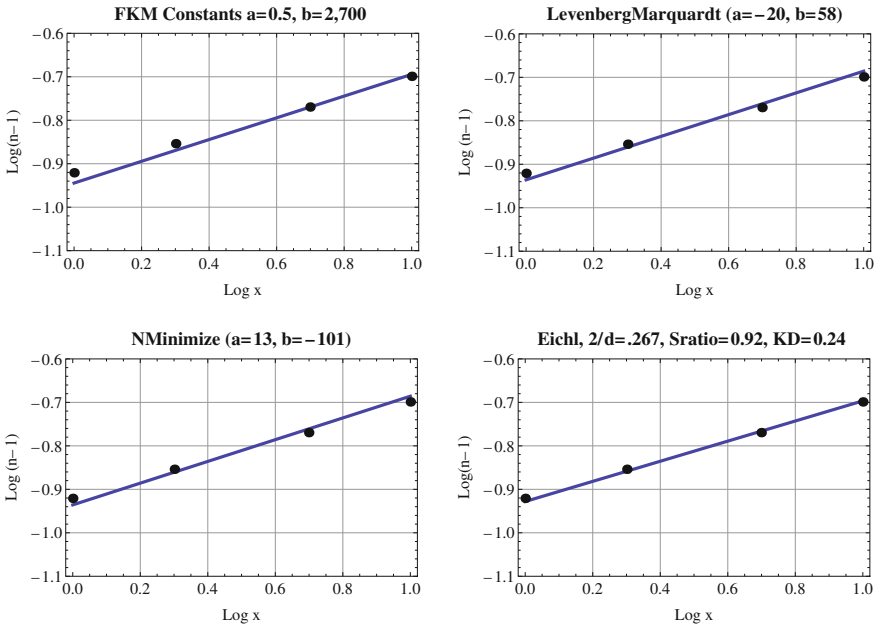 FKM Constants a=0.5, b=2,700
−0.6
−0.7
−0.8
−0.9
−1.0
−1.1
Log(n−1)
0.0 0.2 0.4 0.6 0.8 1.0
Log x
LevenbergMarquardt (a=−20, b=58)
−0.6
−0.7
−0.8
−0.9
−1.0
−1.1
Log (n−1)
0.0 0.2 0.4 0.6 0.8 1.0
Log x
NMinimize (a=13, b=−101)
−0.6
−0.7
−0.8
−0.9
−1.0
−1.1
Log (n−1)
0.0 0.2 0.4 0.6 0.8 1.0
Log x
Eichl, 2/d=.267, Sratio=0.92, KD=0.24
−0.6
−0.7
−0.8
−0.9
−1.0
−1.1
Log(n−1)
0.0 0.2 0.4 0.6 0.8 1.0
Log x